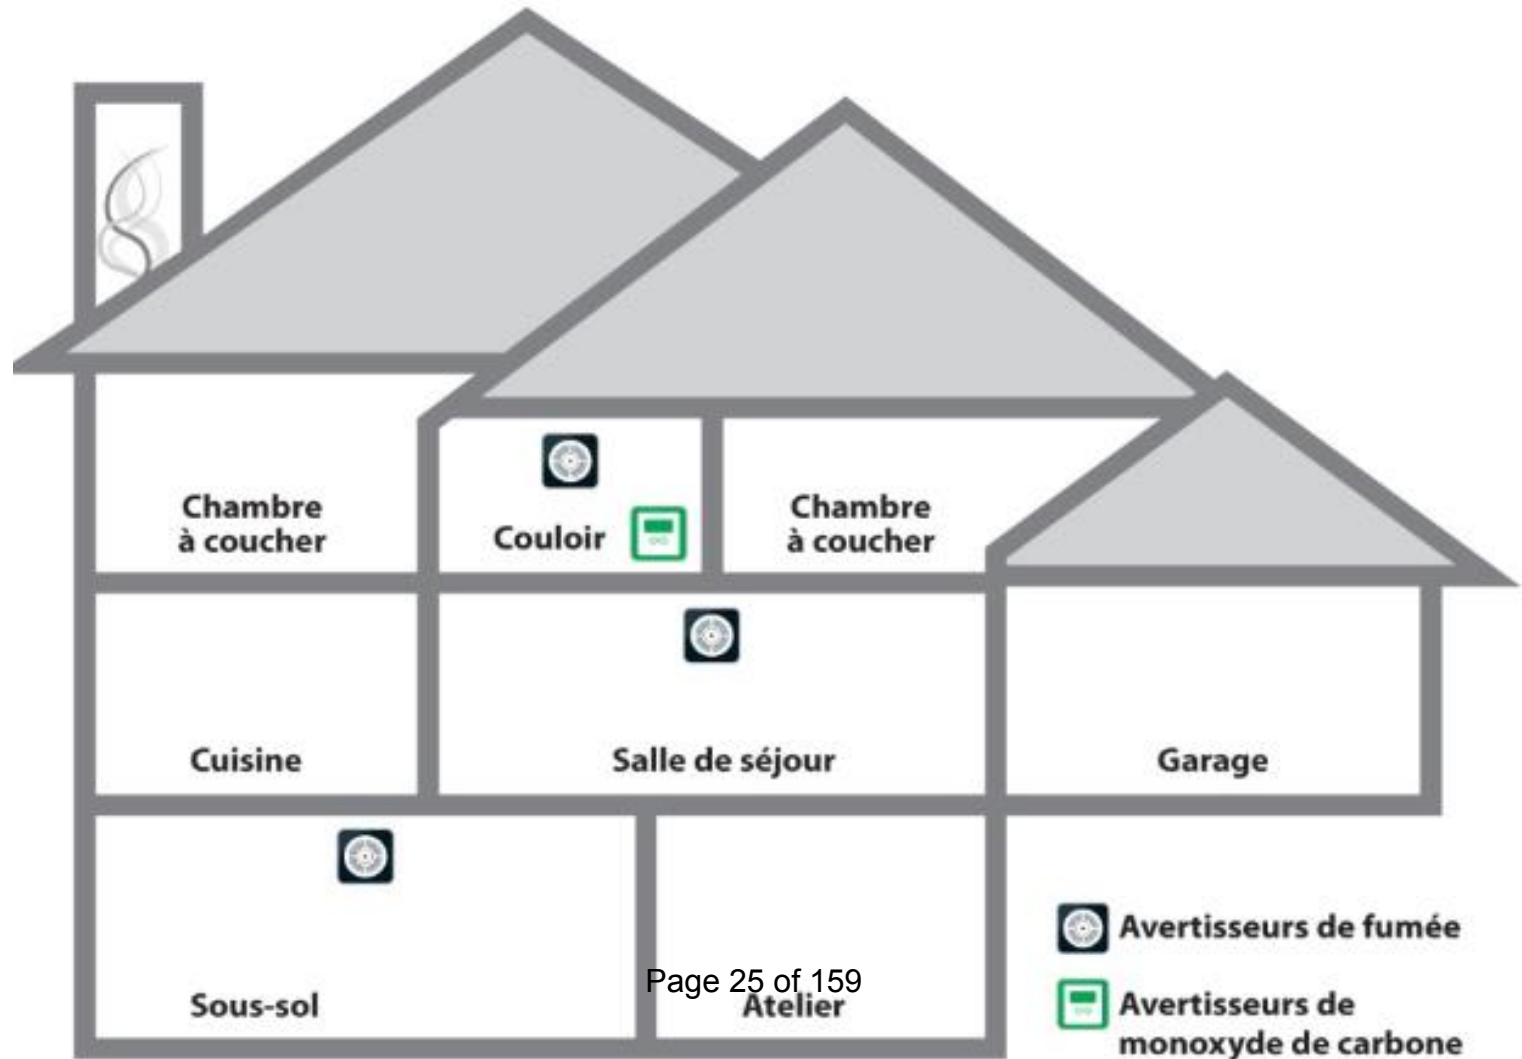 Chambre
à coucher
Couloir
Chambre
à coucher
Cuisine
Salle de séjour
Garage
Sous-sol
Page 25 of 159
Atelier
Avertisseurs de fumée
Avertisseurs de
monoxyde de carbone